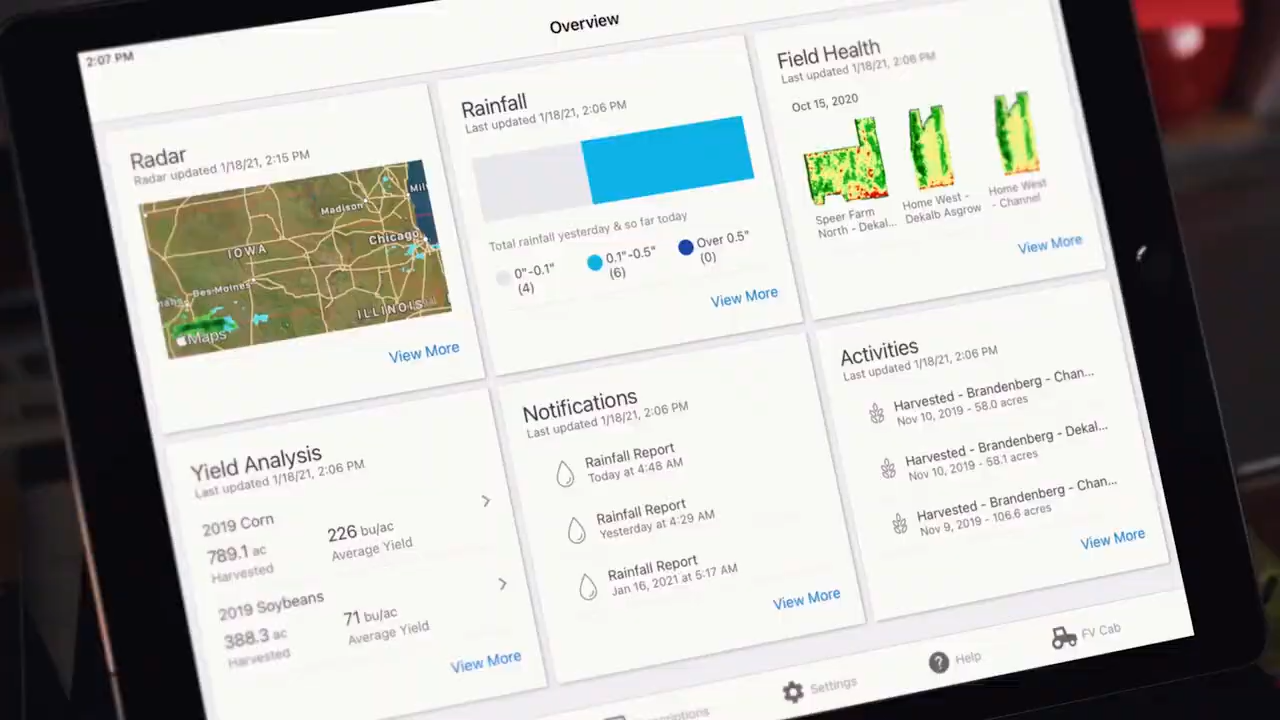 2:07 PM
Overview
Radar
Radar updated 1/18/21, 2:15 PM
Madison
Mil
IOWA
Chicago
Des Moines
ILLINOIS
Maps
View More
Rainfall
Last updated 1/18/21, 2:06 PM
Total rainfall yesterday & so far today
0"-0.1"
(4)
0.1"-0.5"
(6)
Over 0.5"
(0)
View More
Field Health
Last updated 1/18/21, 2:06 PM
Oct 15, 2020
Speer Farm
North - Dekal...
Home West -
Dekalb Asgrow
Home West
- Channel
View More
Yield Analysis
Last updated 1/18/21, 2:06 PM
2019 Corn
789.1 ac
Harvested
226 bu/ac
Average Yield
2019 Soybeans
388.3 ac
Harvested
71 bu/ac
Average Yield
View More
Notifications
Last updated 1/18/21, 2:06 PM
Rainfall Report
Today at 4:48 AM
Rainfall Report
Yesterday at 4:29 AM
Rainfall Report
Jan 16, 2021 at 5:17 AM
View More
Activities
Last updated 1/18/21, 2:06 PM
Harvested - Brandenberg - Chan...
Nov 10, 2019 - 58.0 acres
Harvested - Brandenberg - Dekal...
Nov 10, 2019 - 58.1 acres
Harvested - Brandenberg - Chan...
Nov 9, 2019 - 106.6 acres
View More
Settings
Help
FV Cab